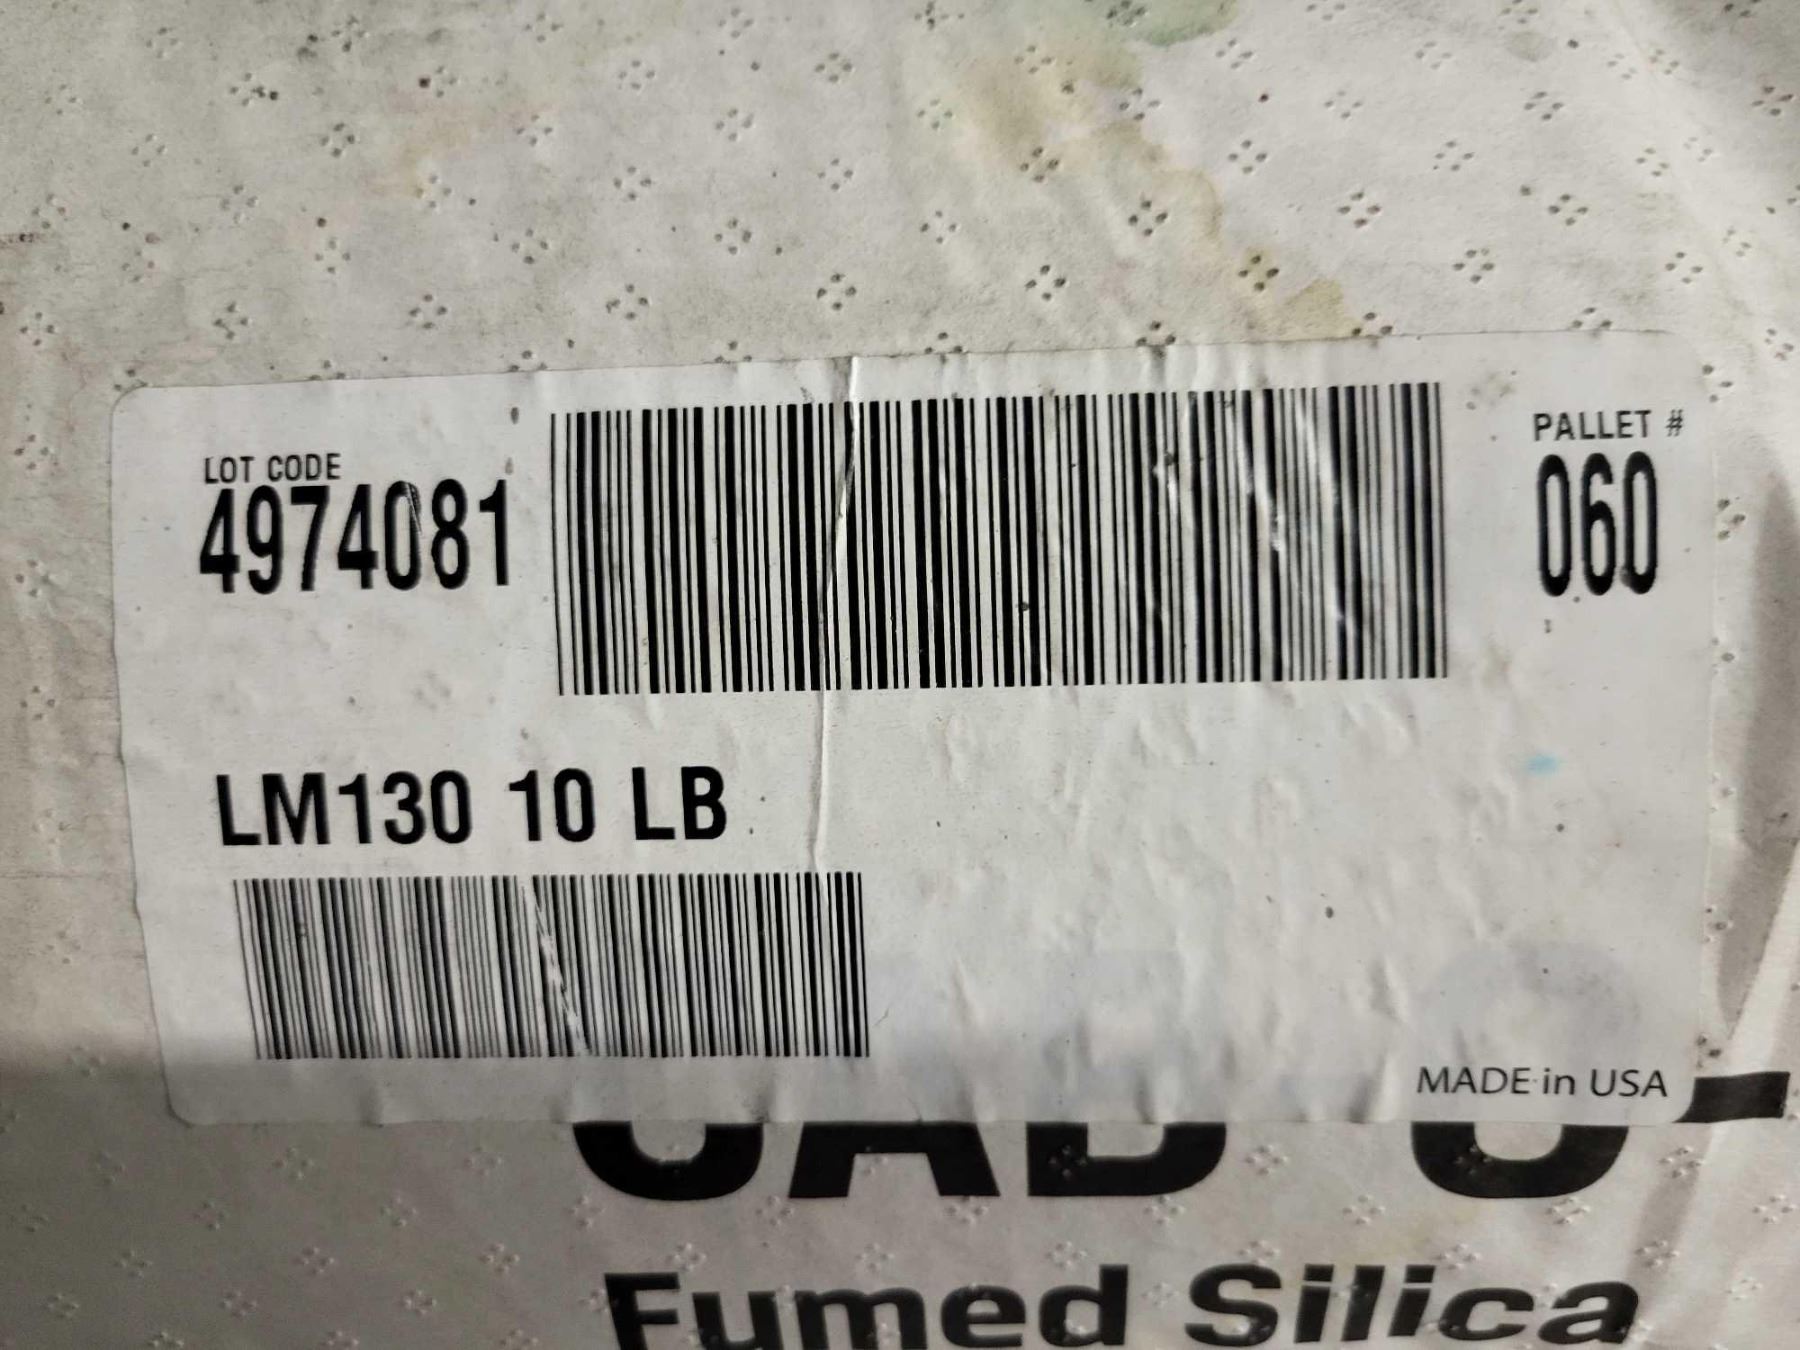 LOT CODE
4974081
PALLET #
060
LM130 10 LB
MADE in USA
Fumed Silica